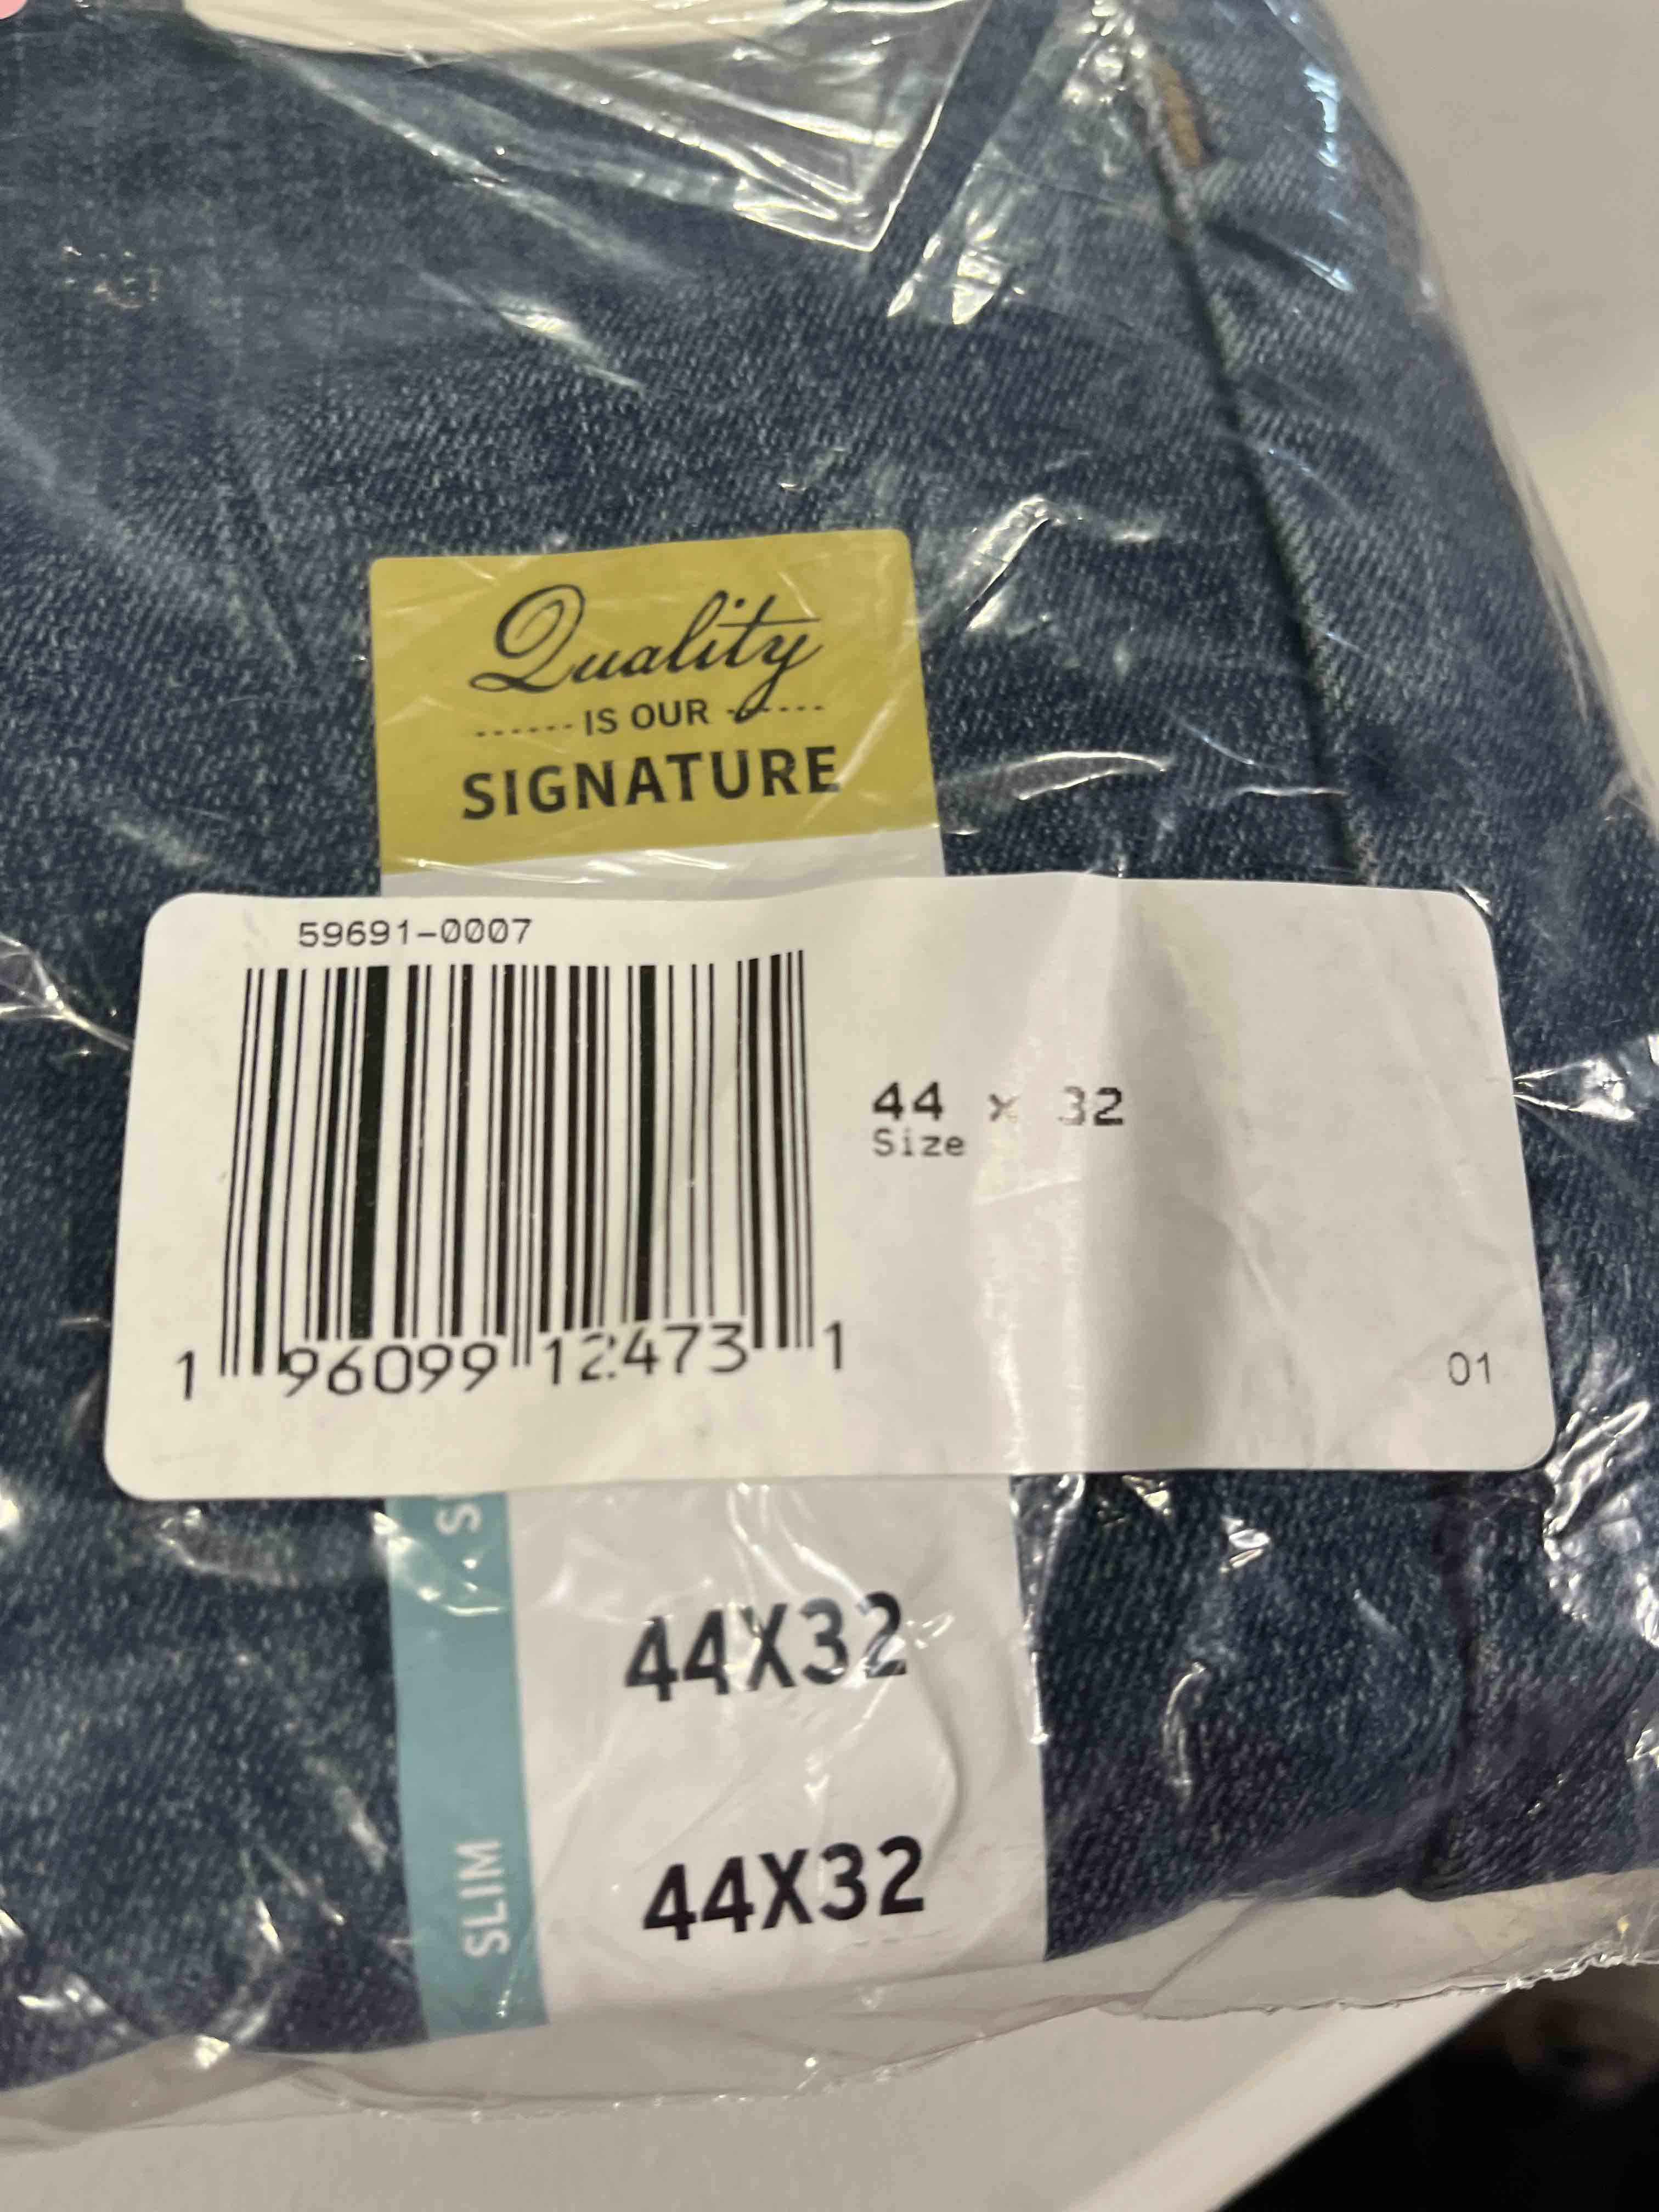 Quality
IS OUR
SIGNATURE
59691-0007
44 x 32
Size
1 96099 12473 1
01
44X32
44X32
SLIM